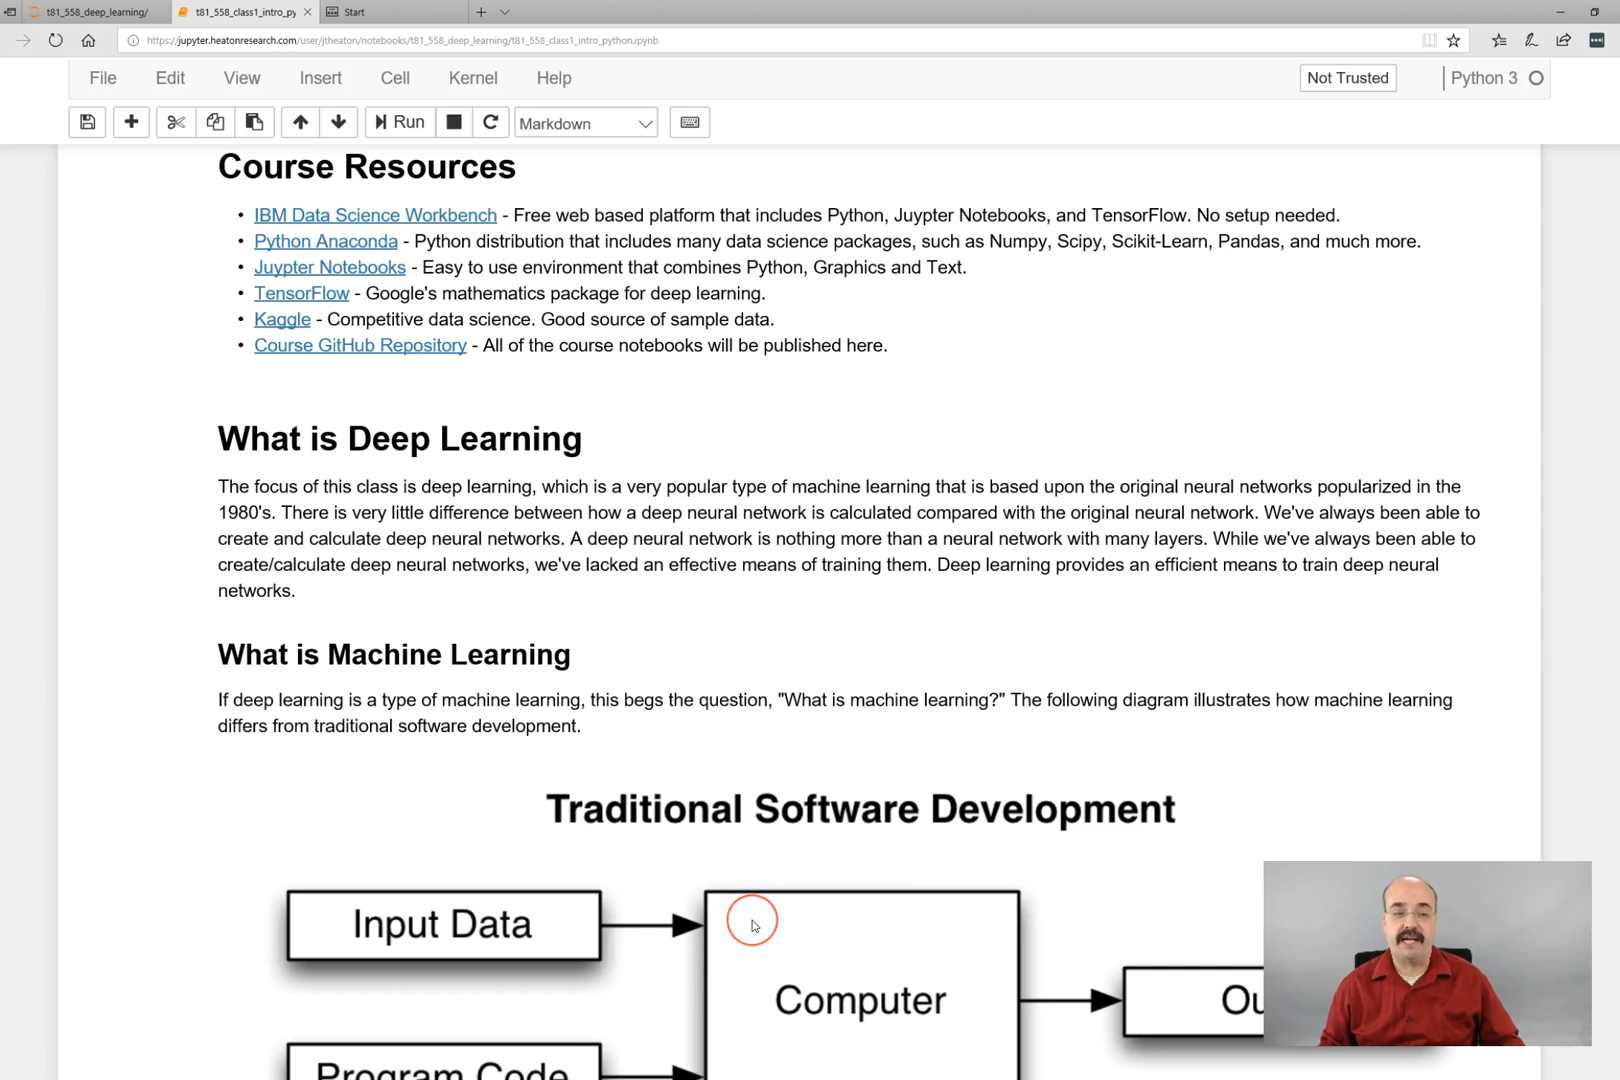 t81_558_deep_learning/
t81_558_class1_intro_py
Start
https://jupyter.heatonresearch.com/user/jtheaton/notebooks/t81_558_deep_learning/t81_558_class1_intro_python.ipynb
File Edit View Insert Cell Kernel Help
Not Trusted
Python 3
Run
Markdown
Course Resources
• IBM Data Science Workbench - Free web based platform that includes Python, Juypter Notebooks, and TensorFlow. No setup needed.
• Python Anaconda - Python distribution that includes many data science packages, such as Numpy, Scipy, Scikit-Learn, Pandas, and much more.
• Juypter Notebooks - Easy to use environment that combines Python, Graphics and Text.
• TensorFlow - Google's mathematics package for deep learning.
• Kaggle - Competitive data science. Good source of sample data.
• Course GitHub Repository - All of the course notebooks will be published here.
What is Deep Learning
The focus of this class is deep learning, which is a very popular type of machine learning that is based upon the original neural networks popularized in the
1980's. There is very little difference between how a deep neural network is calculated compared with the original neural network. We've always been able to
create and calculate deep neural networks. A deep neural network is nothing more than a neural network with many layers. While we've always been able to
create/calculate deep neural networks, we've lacked an effective means of training them. Deep learning provides an efficient means to train deep neural
networks.
What is Machine Learning
If deep learning is a type of machine learning, this begs the question, "What is machine learning?" The following diagram illustrates how machine learning
differs from traditional software development.
Traditional Software Development
Input Data
Computer
Ou
Program Code